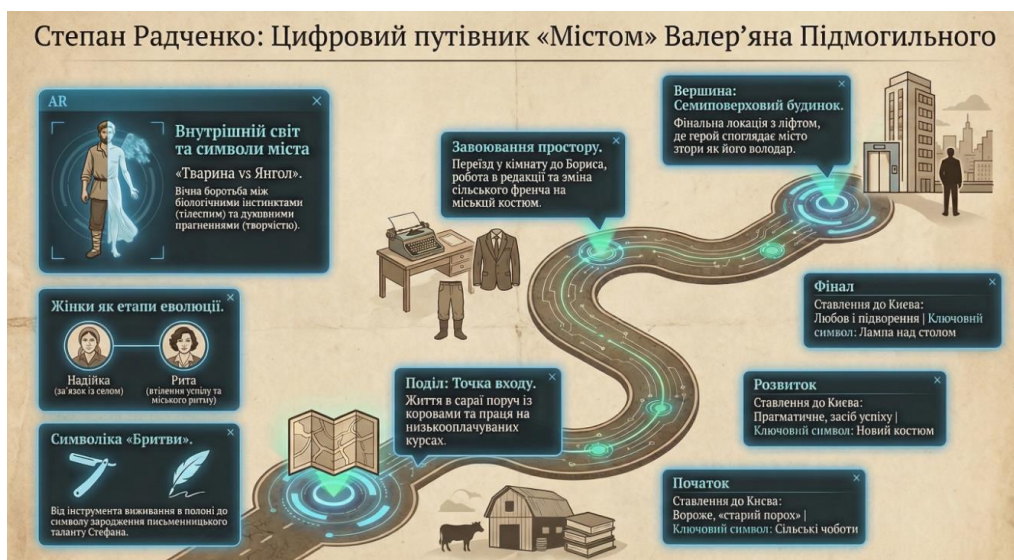 Степан Радченко: Цифровий путівник «Містом» Валер’яна Підмогильного
AR
Внутрішній світ
та символи міста
«Тварина vs Янгол».
Вічна боротьба між
біологічними інстинктами
(тілеспим) та духовними
прагненнями (творчістю).
Жінки як етапи еволюції.
Надійка
(за’язок із селом)
Рита
(втілення успіху та
міського ритму)
Символіка «Бритви».
Від інструмента виживання в полоні до
символу зародження письменницького
таланту Стефана.
Поділ: Точка входу.
Життя в сараї поруч із
коровами та праця на
низькооплачуваних
курсах.
Завоювання простору.
Переїзд у кімнату до Бориса,
робота в редакції та зміна
сільського френча на
міський костюм.
Вершина:
Семиповерховий будинок.
Фінальна локація з ліфтом,
де герой споглядає місто
згори як його володар.
Фінал
Ставлення до Києва:
Любов і підворення | Ключовий
символ: Лампа над столом
Розвиток
Ставлення до Києва:
Прагматичне, засіб успіху |
Ключовий символ: Новий костюм
Початок
Ставлення до Києва:
Вороже, «старий порох» |
Ключовий символ: Сільські чоботи